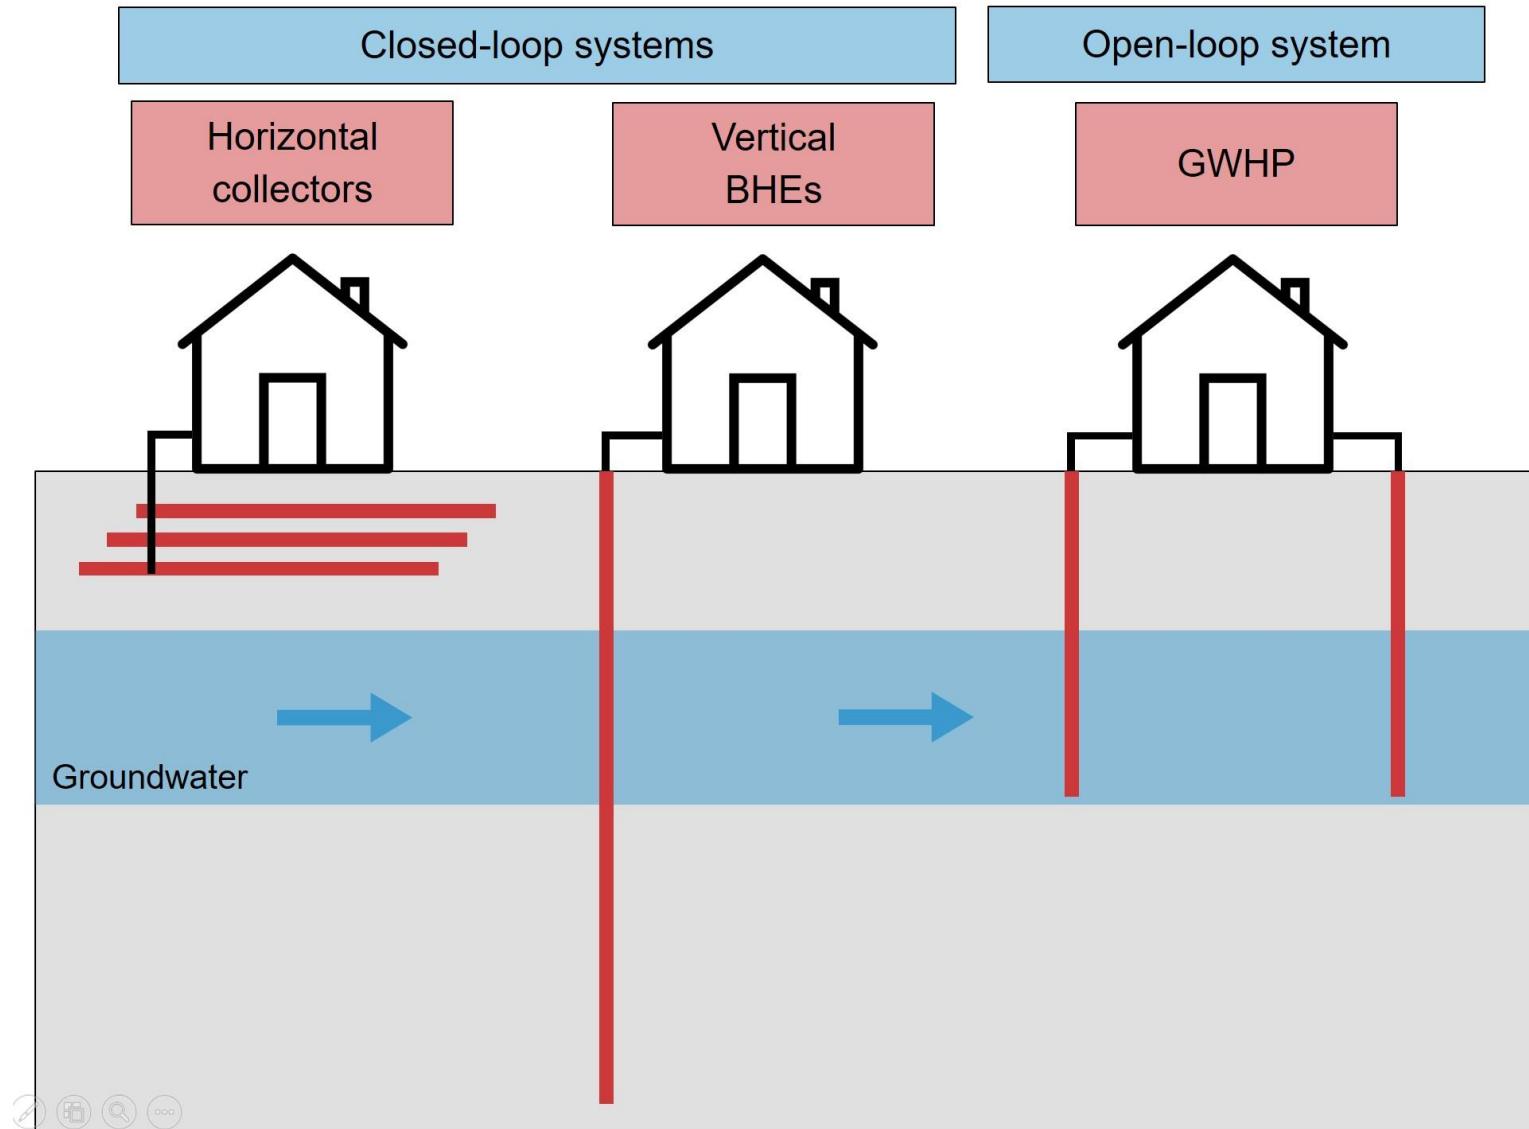 Closed-loop systems
Open-loop system
Horizontal
collectors
Vertical
BHEs
GWHP
Groundwater